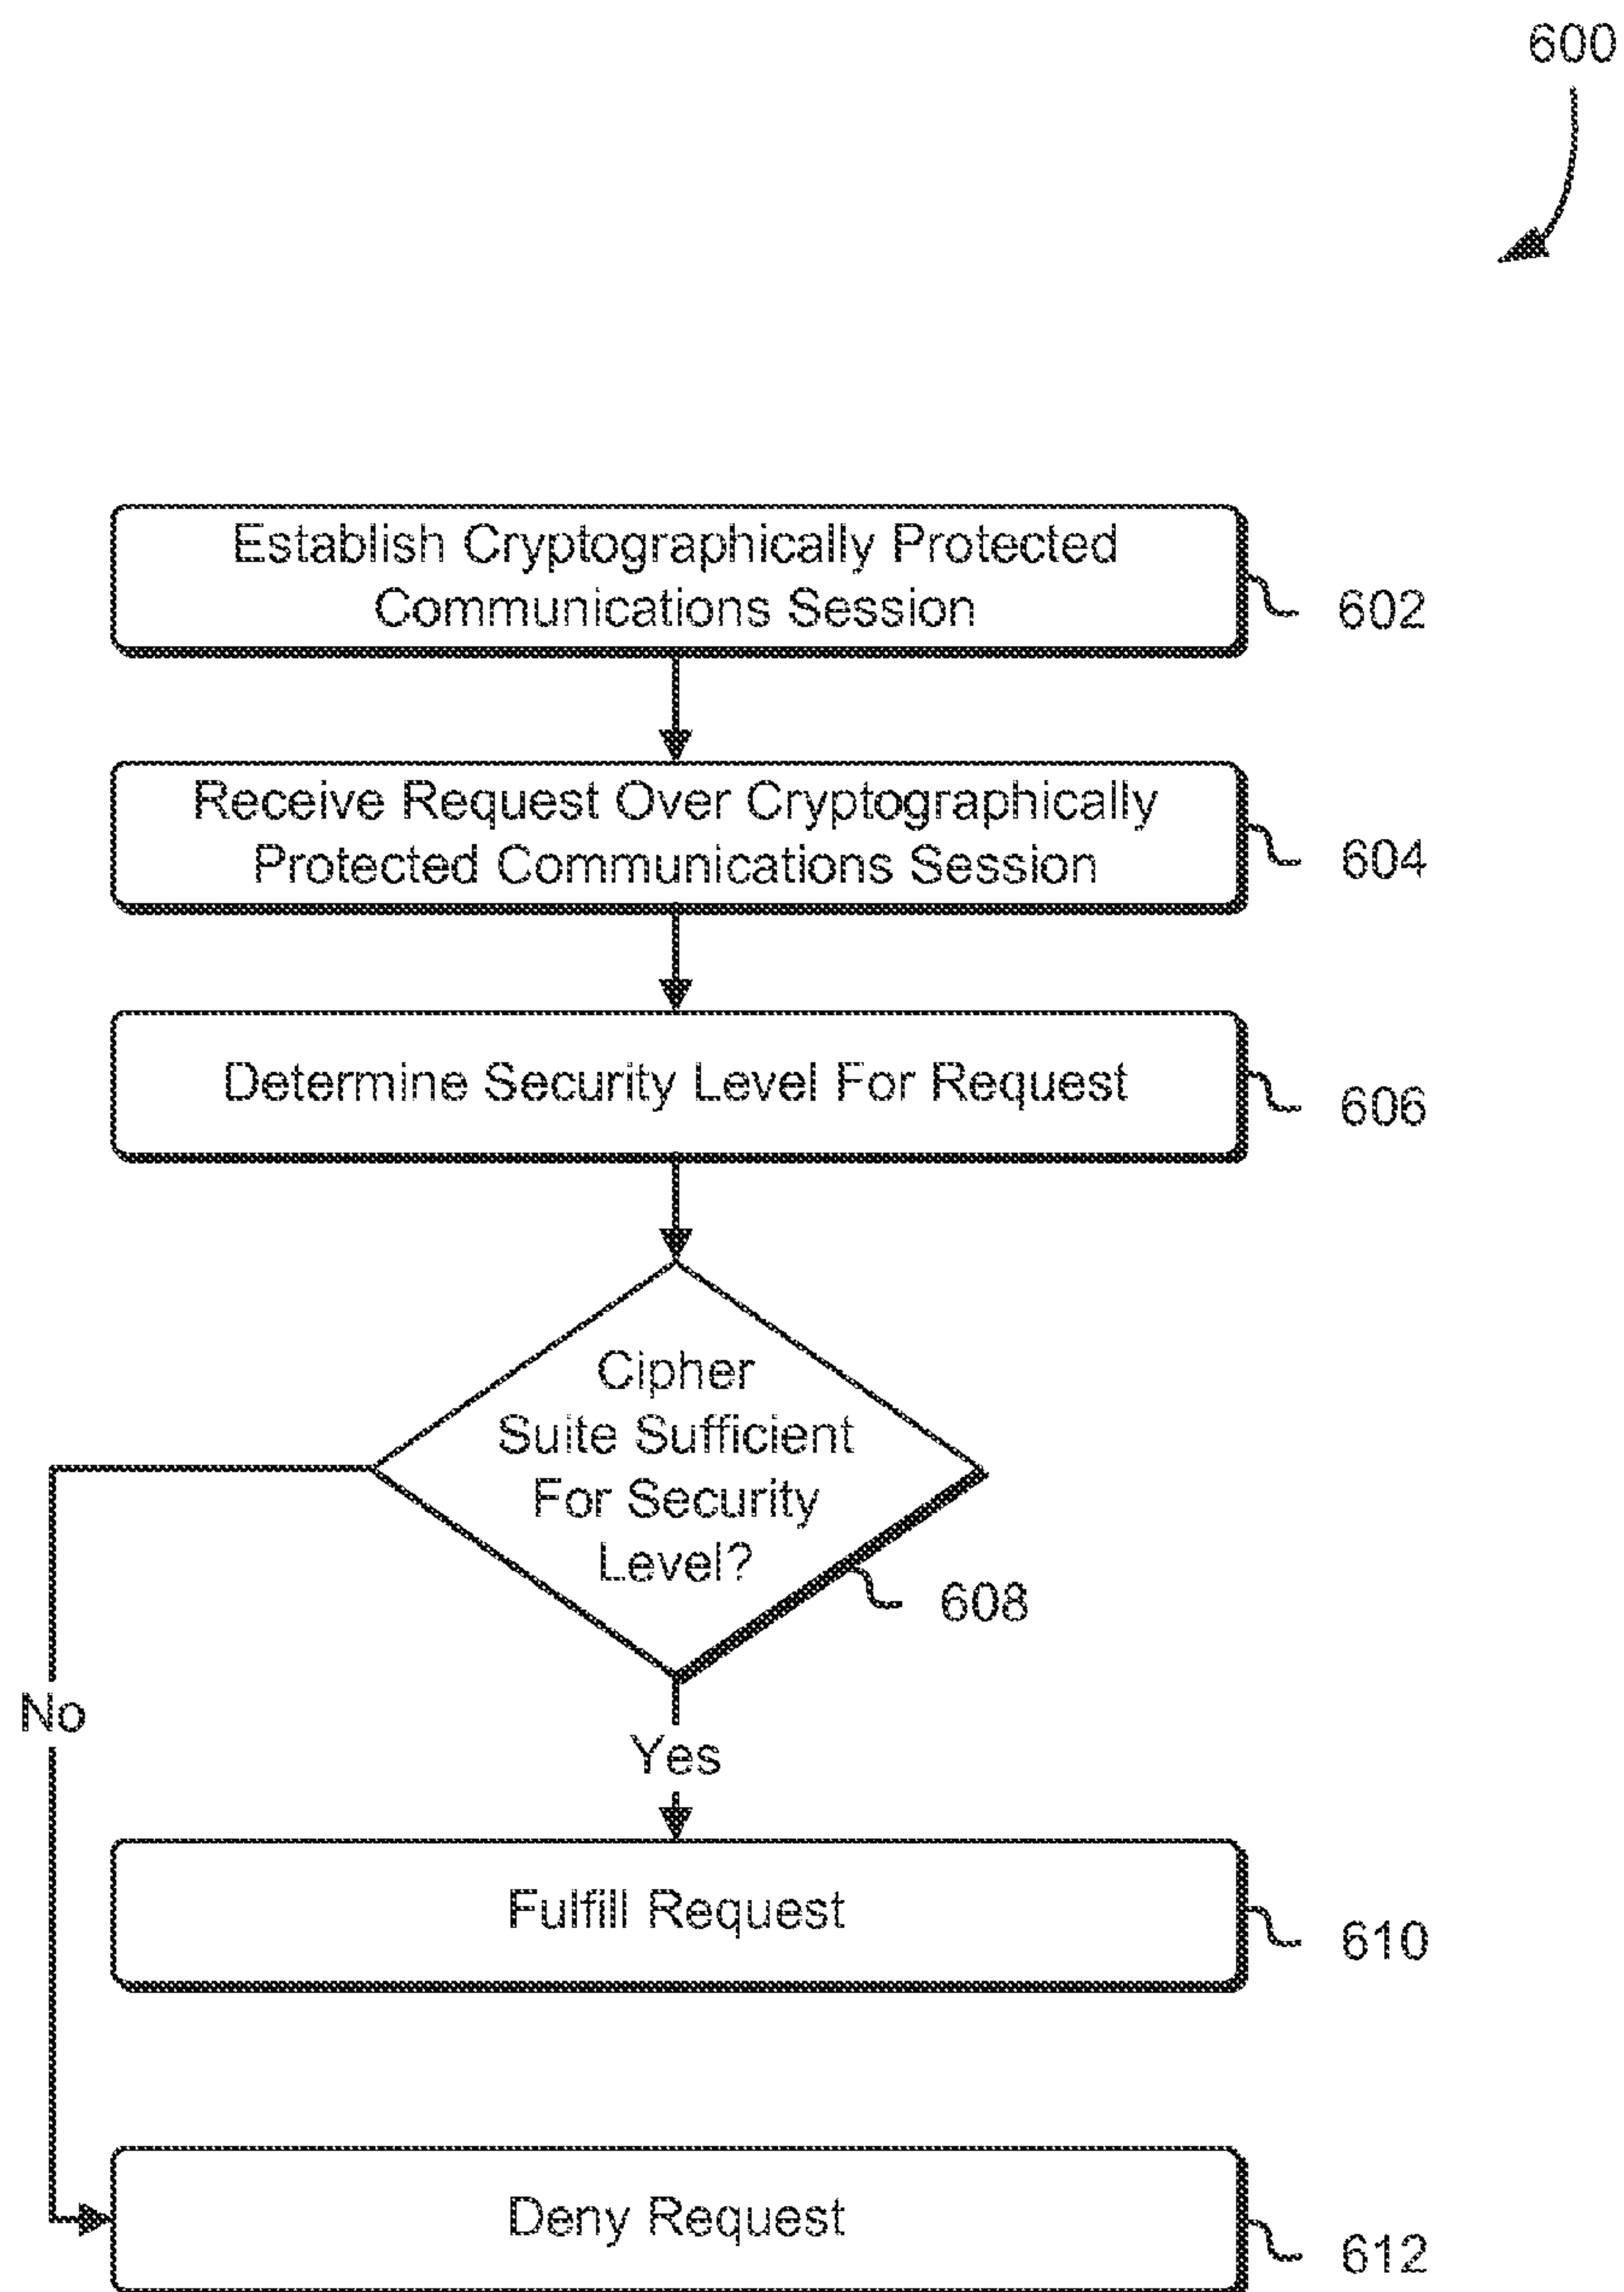 600
Establish Cryptographically Protected
Communications Session
602
Receive Request Over Cryptographically
Protected Communications Session
604
Determine Security Level For Request
606
Cipher
Suite Sufficient
For Security
Level?
608
No
Yes
Fulfill Request
610
Deny Request
612